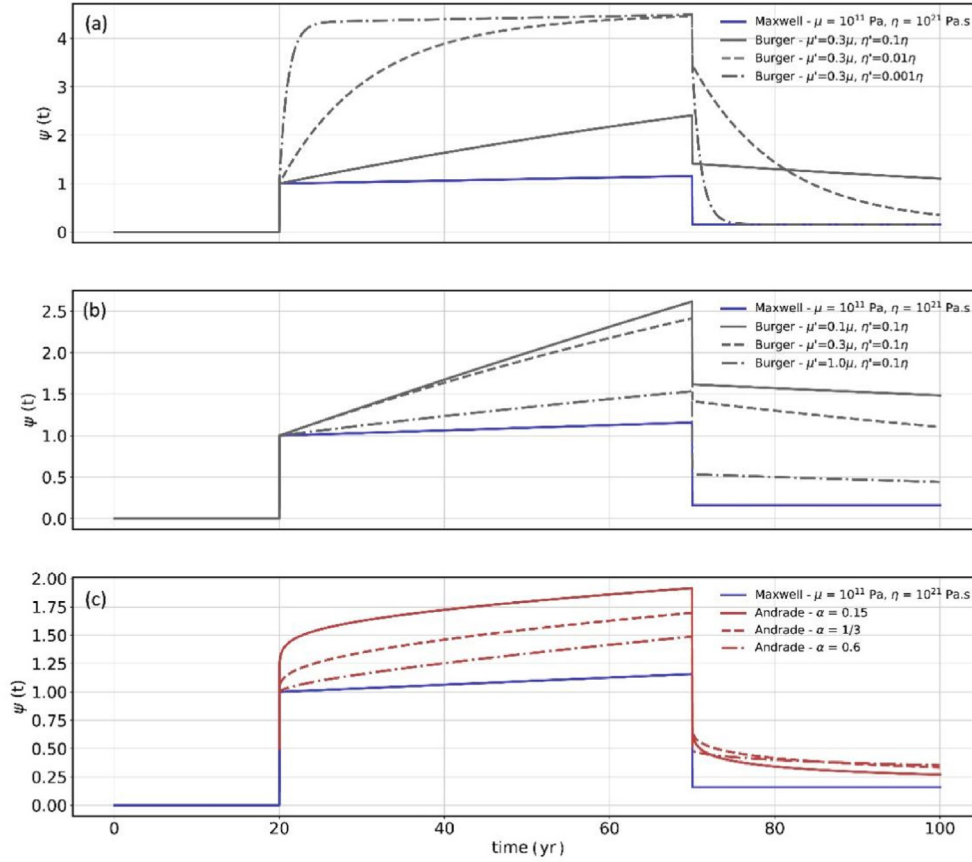 (a)
Maxwell - μ = 10¹¹ Pa, η = 10²¹ Pa.s
Burger - μ'=0.3μ, η'=0.1η
Burger - μ'=0.3μ, η'=0.01η
Burger - μ'=0.3μ, η'=0.001η
4
3
2
1
0
ψ (t)
(b)
Maxwell - μ = 10¹¹ Pa, η = 10²¹ Pa.s
Burger - μ'=0.1μ, η'=0.1η
Burger - μ'=0.3μ, η'=0.1η
Burger - μ'=1.0μ, η'=0.1η
2.5
2.0
1.5
1.0
0.5
0.0
ψ (t)
(c)
Maxwell - μ = 10¹¹ Pa, η = 10²¹ Pa.s
Andrade - α = 0.15
Andrade - α = 1/3
Andrade - α = 0.6
2.00
1.75
1.50
1.25
1.00
0.75
0.50
0.25
0.00
ψ (t)
0 20 40 60 80 100
time (yr)